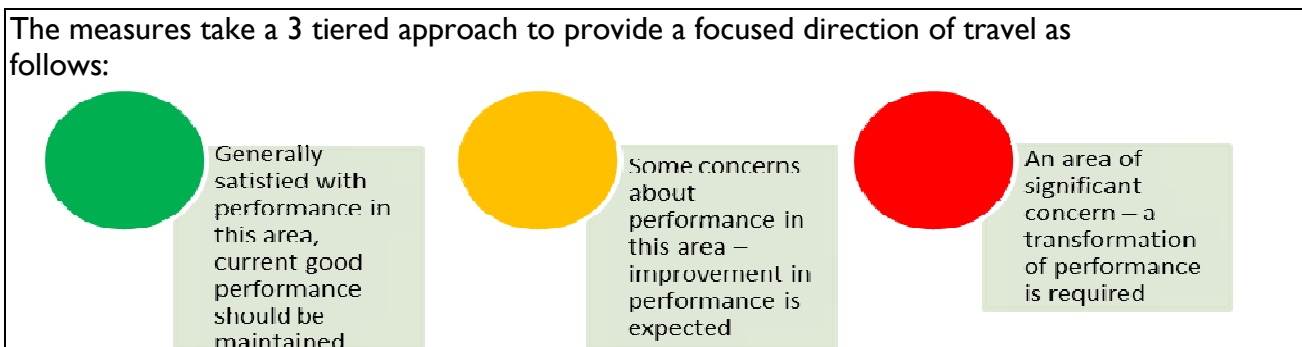 The measures take a 3 tiered approach to provide a focused direction of travel as
follows:
Generally
satisfied with
performance in
this area,
current good
performance
should be
maintained
Some concerns
about
performance in
this area –
improvement in
performance is
expected
An area of
significant
concern – a
transformation
of performance
is required